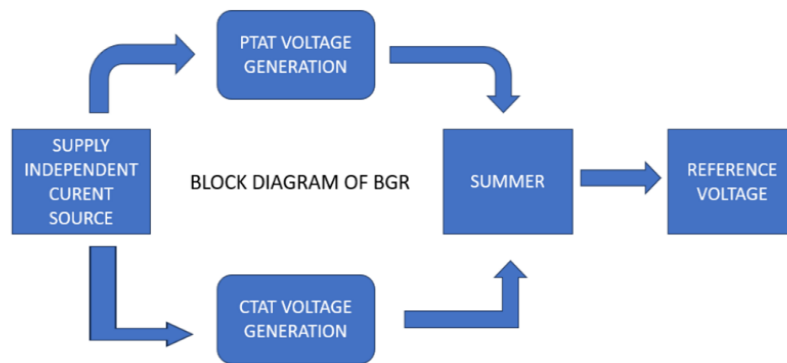 PTAT VOLTAGE
GENERATION
SUPPLY
INDEPENDENT
CURENT
SOURCE
BLOCK DIAGRAM OF BGR
SUMMER
REFERENCE
VOLTAGE
CTAT VOLTAGE
GENERATION